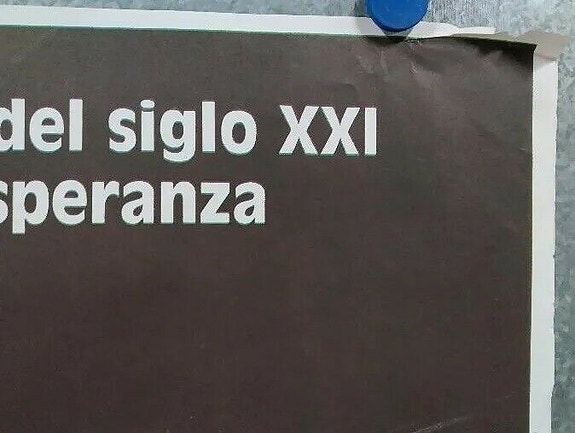 del siglo XXI
speranza